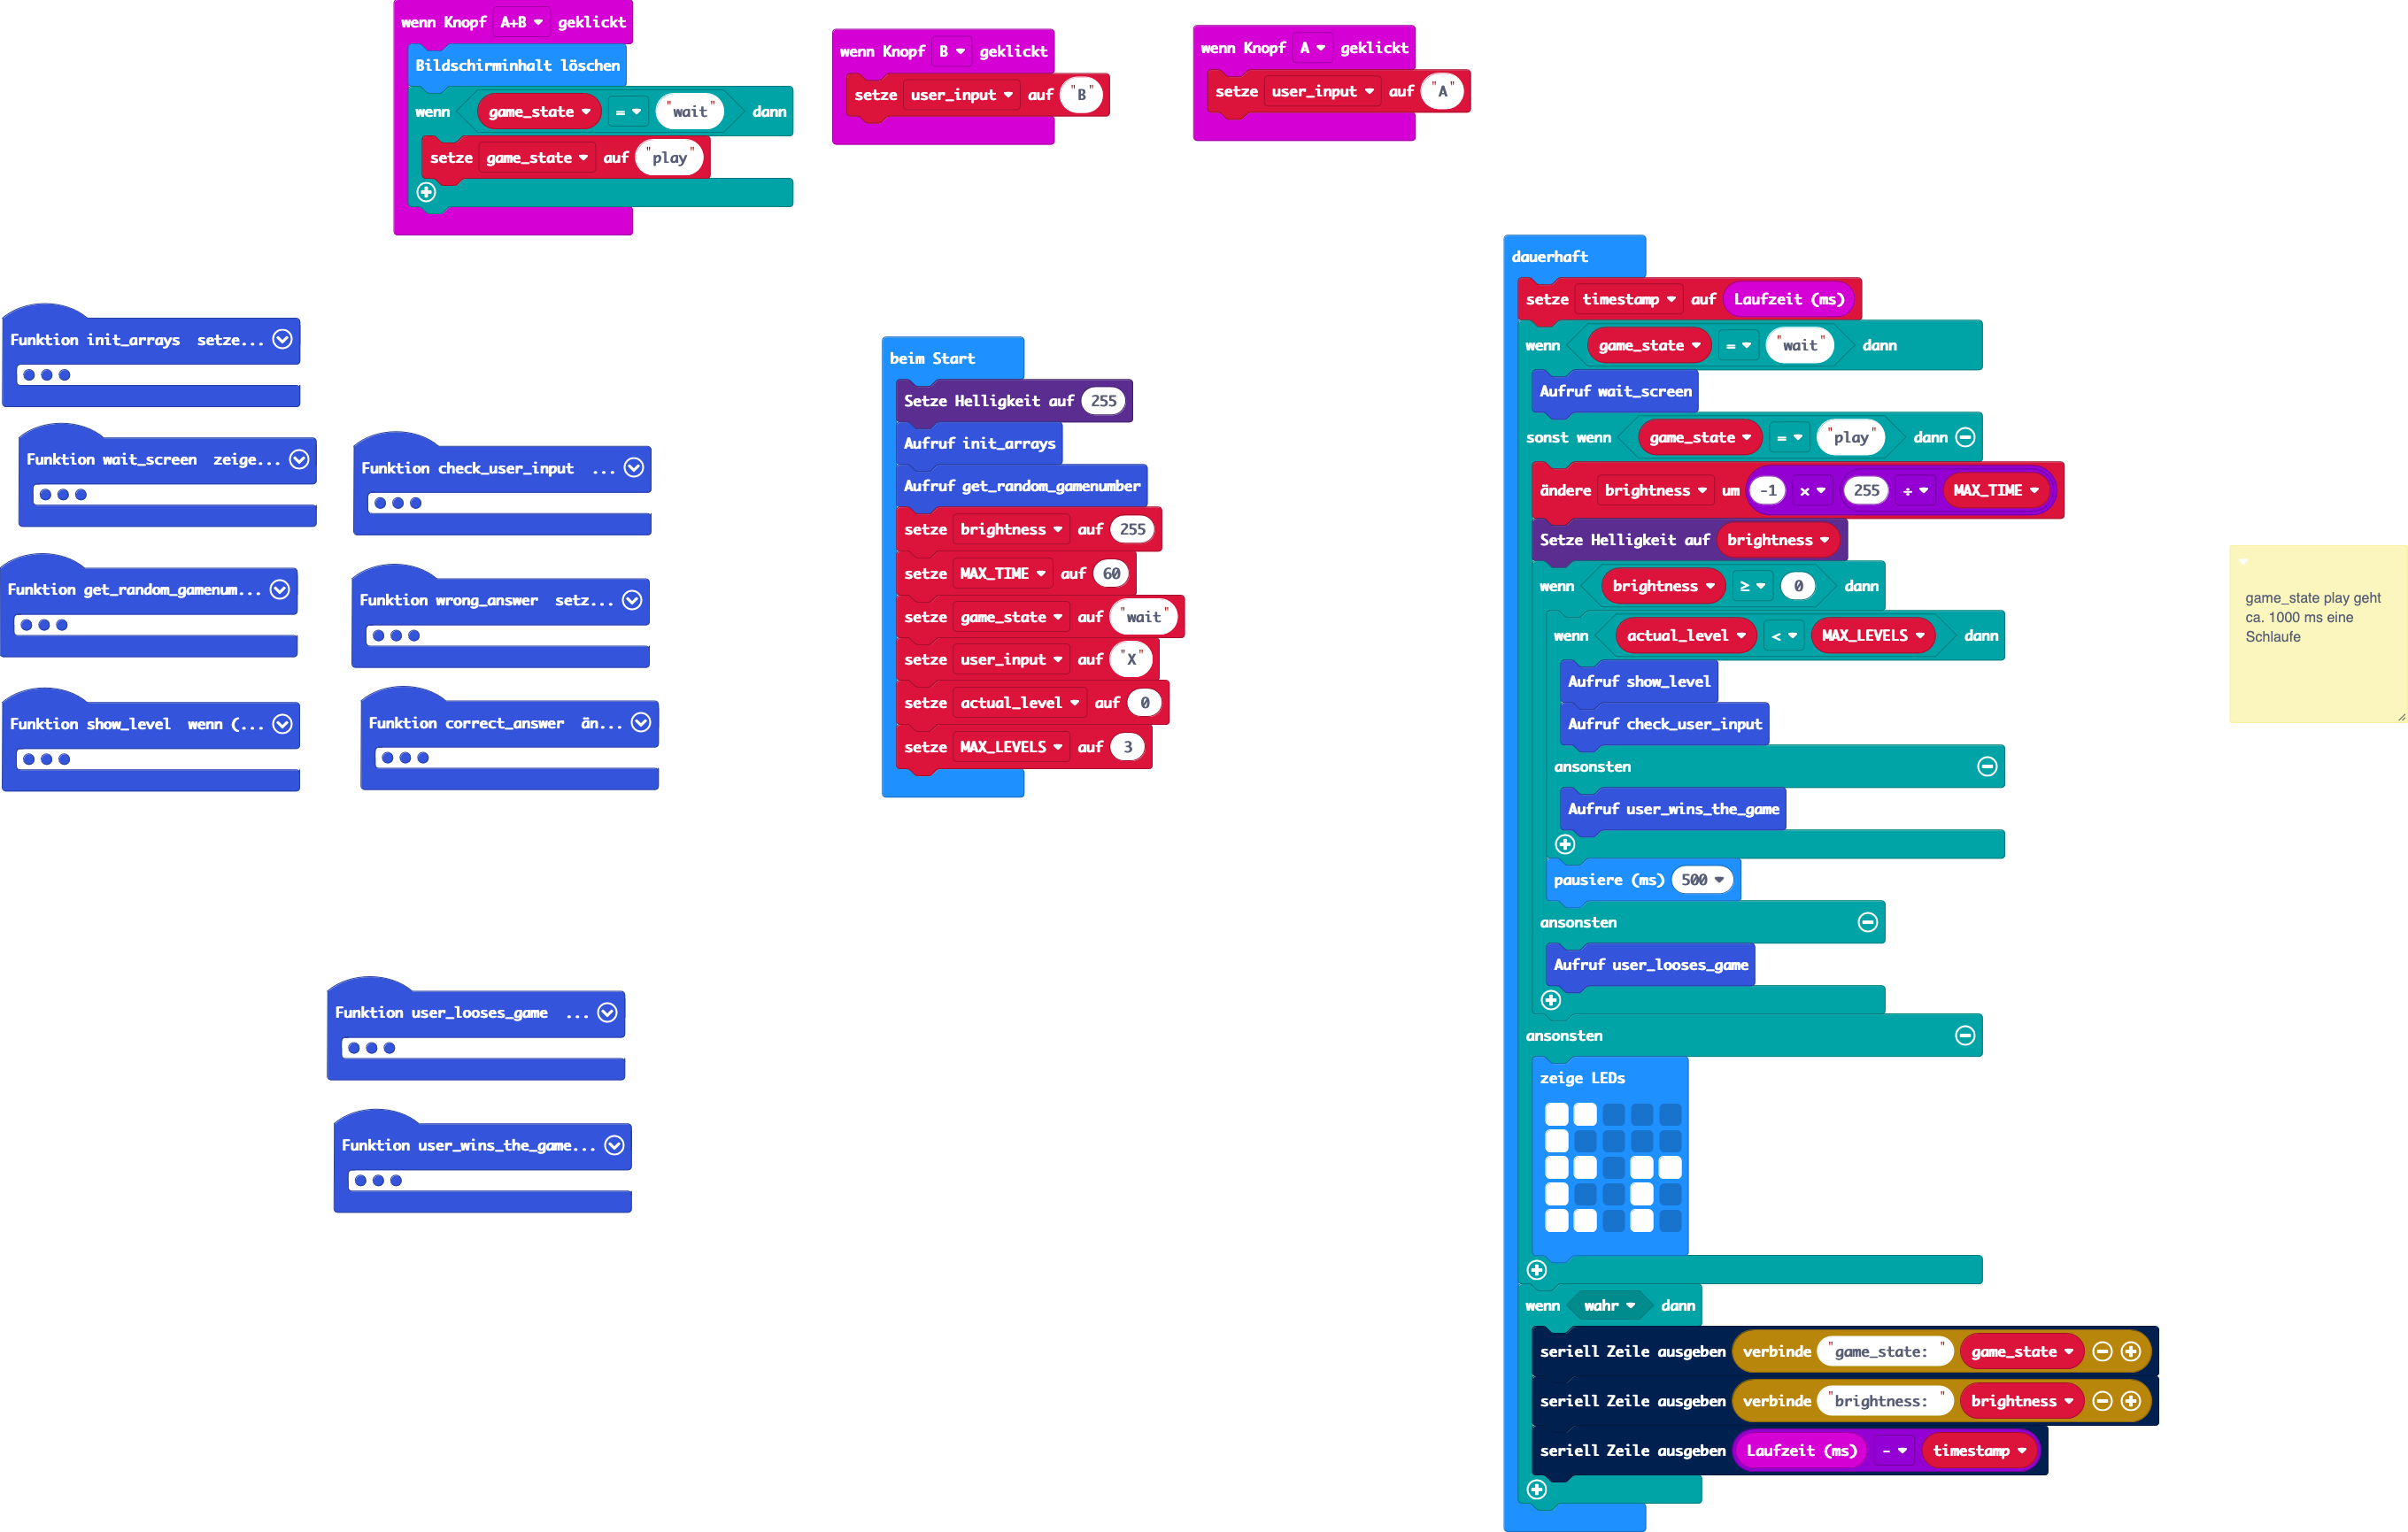 wenn Knopf A+B geklickt
Bildschirminhalt löschen
wenn game_state = "wait" dann
setze game_state auf "play"
wenn Knopf B geklickt
setze user_input auf "B"
wenn Knopf A geklickt
setze user_input auf "A"
Funktion init_arrays setze...
Funktion wait_screen zeige...
Funktion check_user_input ...
Funktion get_random_gamenum...
Funktion wrong_answer setz...
Funktion show_level wenn (...
Funktion correct_answer än...
Funktion user_looses_game ...
Funktion user_wins_the_game...
beim Start
Setze Helligkeit auf 255
Aufruf init_arrays
Aufruf get_random_gamenumber
setze brightness auf 255
setze MAX_TIME auf 60
setze game_state auf "wait"
setze user_input auf "X"
setze actual_level auf 0
setze MAX_LEVELS auf 3
dauerhaft
setze timestamp auf Laufzeit (ms)
wenn game_state = "wait" dann
Aufruf wait_screen
sonst wenn game_state = "play" dann
ändere brightness um -1 × 255 ÷ MAX_TIME
Setze Helligkeit auf brightness
wenn brightness ≥ 0 dann
wenn actual_level < MAX_LEVELS dann
Aufruf show_level
Aufruf check_user_input
ansonsten
Aufruf user_wins_the_game
pausiere (ms) 500
ansonsten
Aufruf user_looses_game
ansonsten
zeige LEDs
wenn wahr dann
seriell Zeile ausgeben verbinde "game_state: " game_state
seriell Zeile ausgeben verbinde "brightness: " brightness
seriell Zeile ausgeben Laufzeit (ms) - timestamp
game_state play geht
ca. 1000 ms eine
Schlaufe